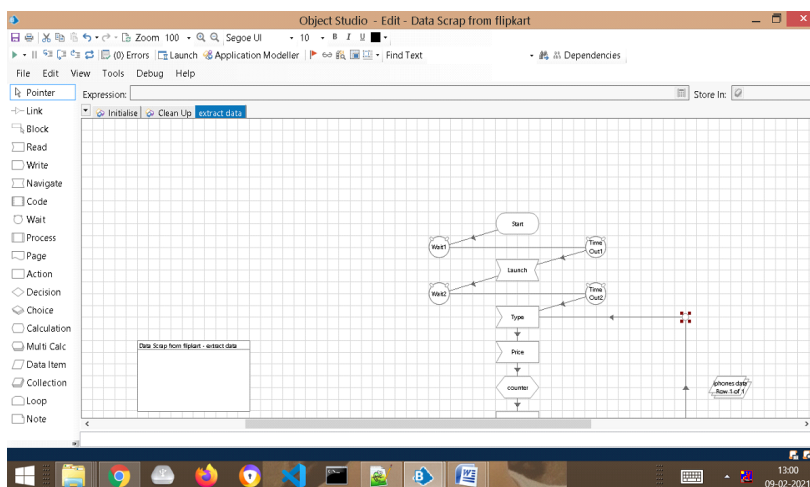 Object Studio - Edit - Data Scrap from flipkart
Zoom 100 Segoe UI 10 B I U
(0) Errors Launch Application Modeller Find Text Dependencies
File Edit View Tools Debug Help
Pointer
Expression:
Store In:
Link
Initialise
Clean Up
extract data
Block
Read
Write
Navigate
Code
Wait
Process
Page
Action
Decision
Choice
Calculation
Multi Calc
Data Item
Collection
Loop
Note
Start
Wait1
Time
Out1
Launch
Wait2
Time
Out2
Type
Data Scrap from flipkart - extract data
Price
counter
iphones data
Row 1 of 1
13:00
09-02-2021